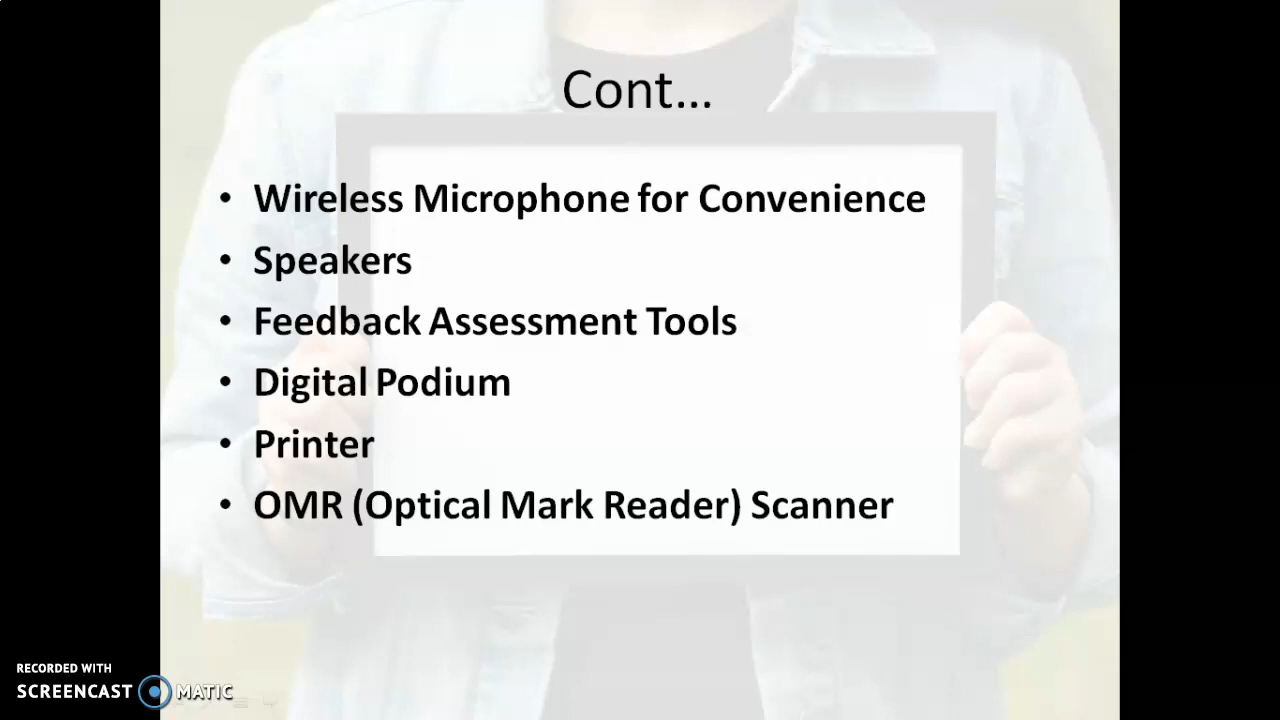 Cont...
• Wireless Microphone for Convenience
• Speakers
• Feedback Assessment Tools
• Digital Podium
• Printer
• OMR (Optical Mark Reader) Scanner
RECORDED WITH
SCREENCAST MATIC